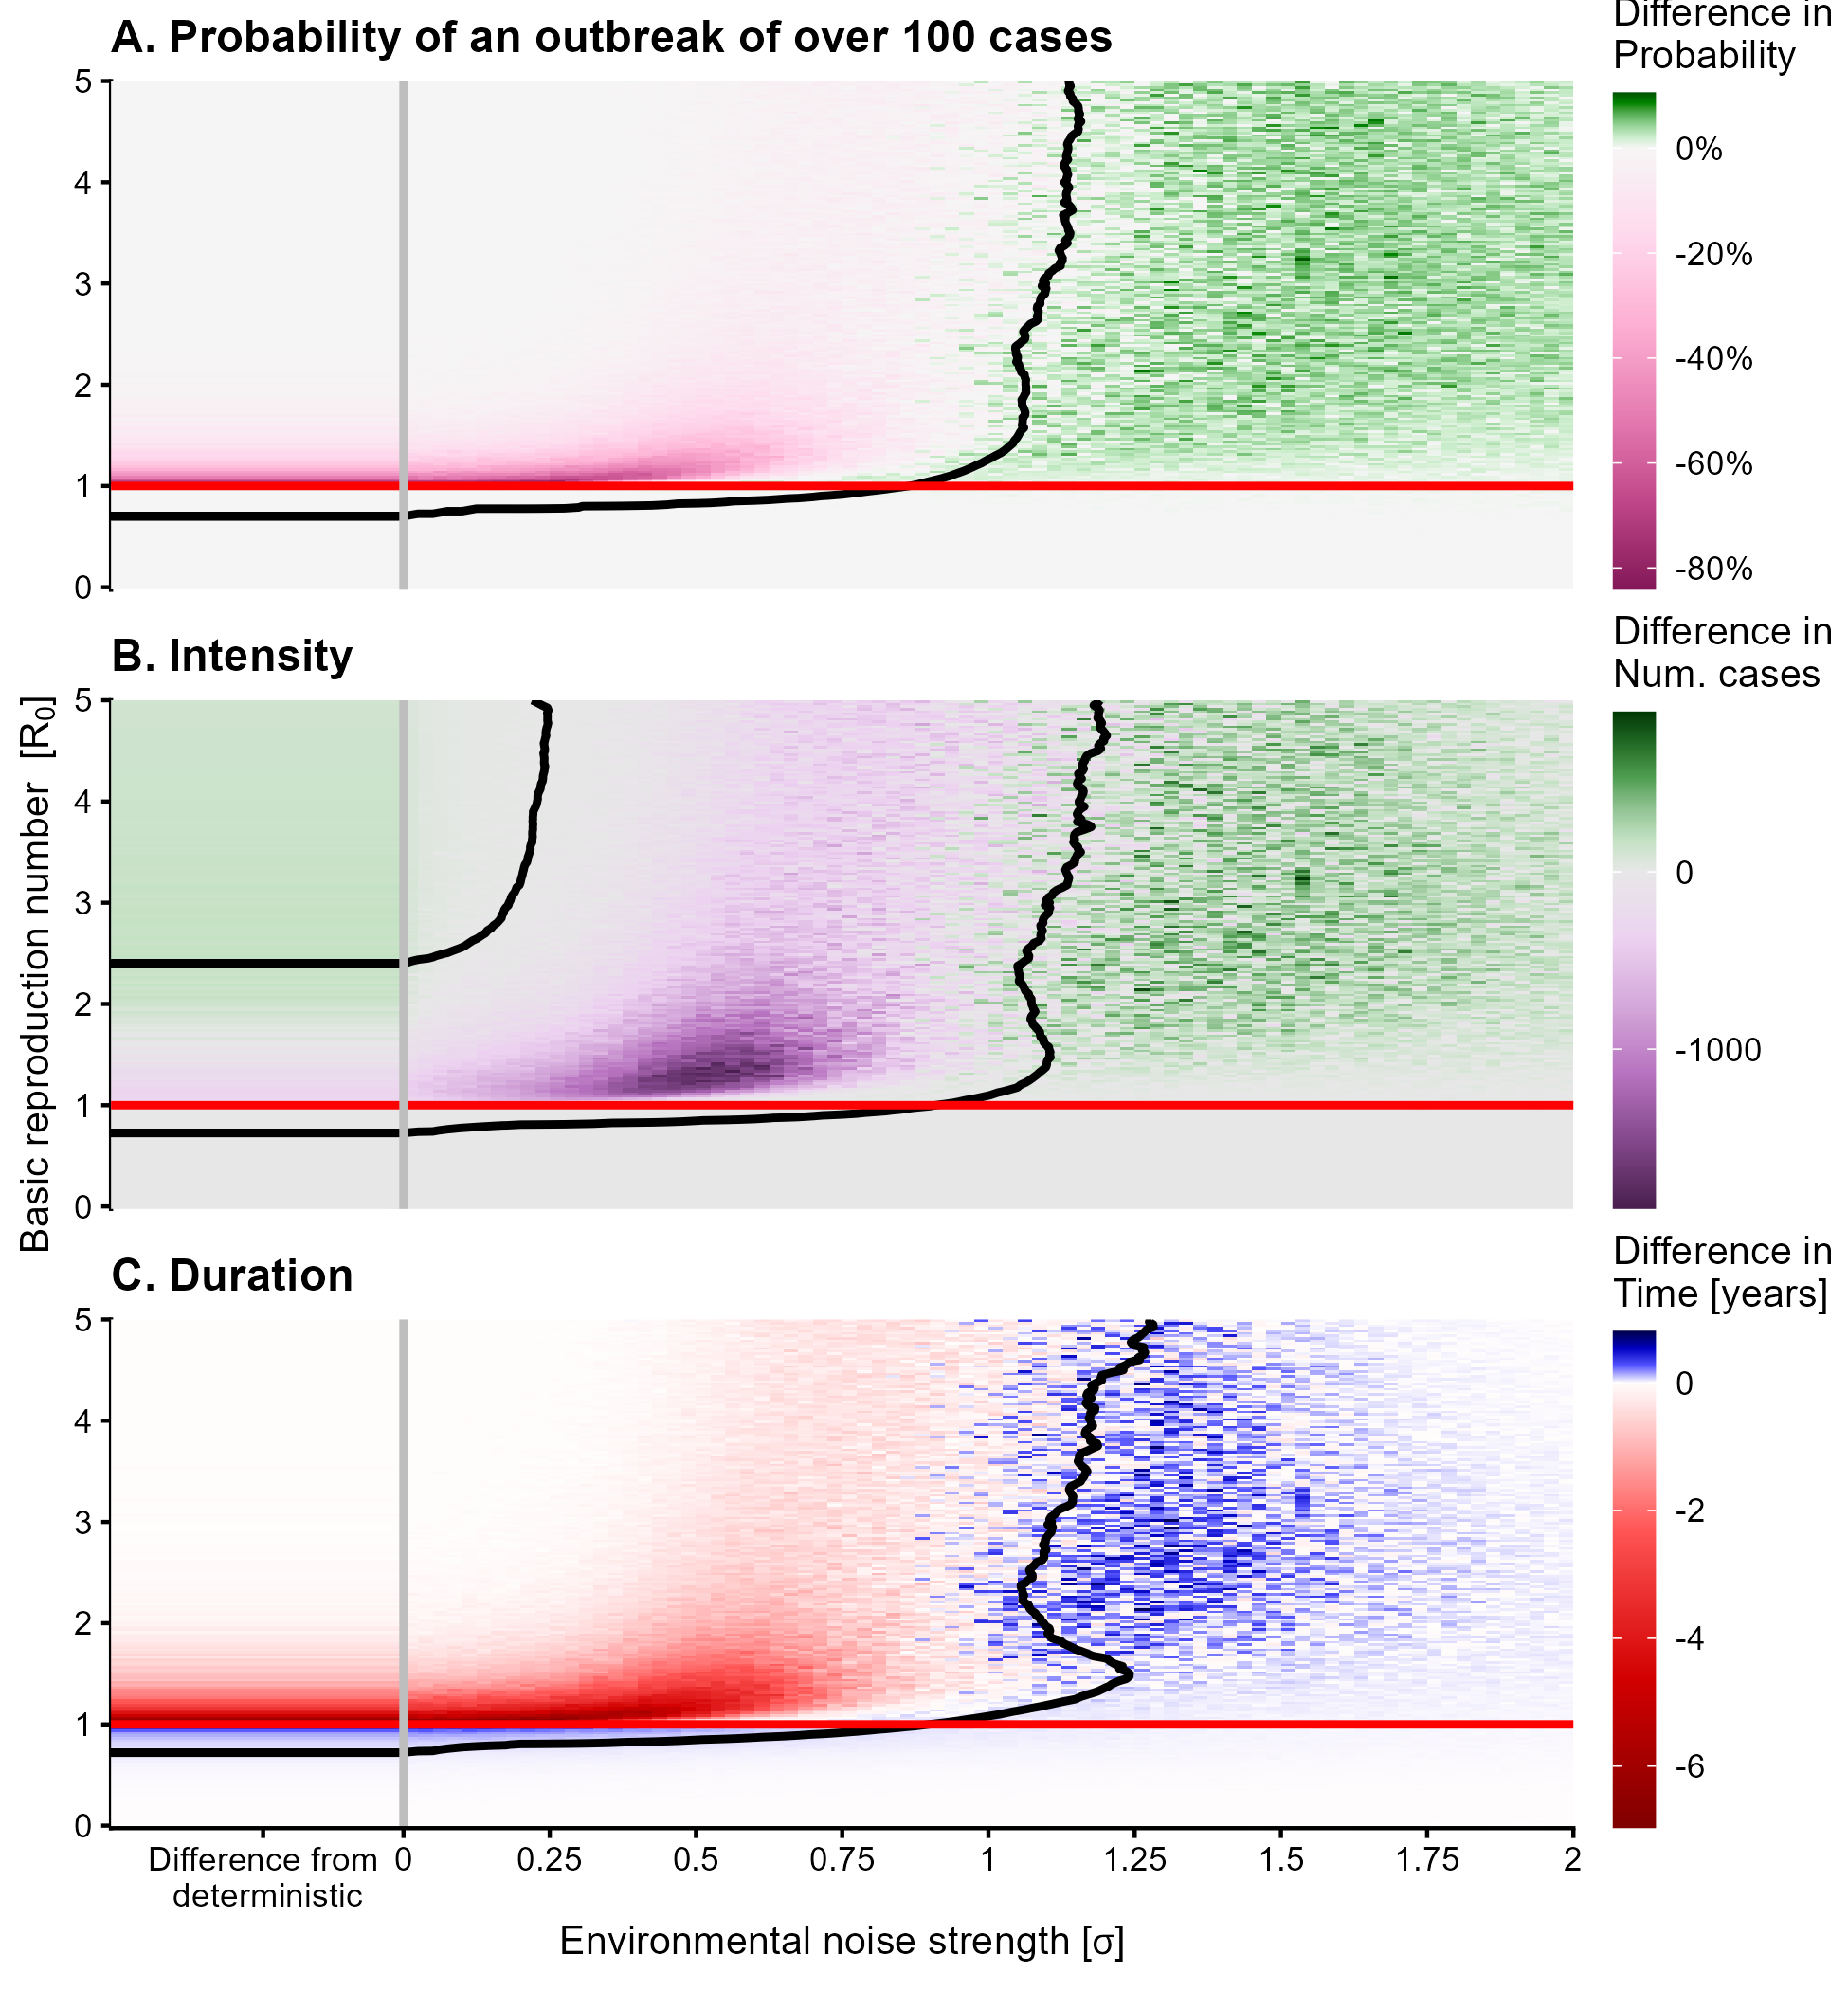 A. Probability of an outbreak of over 100 cases
5
4
3
2
1
0
Difference in
Probability
0%
-20%
-40%
-60%
-80%
B. Intensity
5
4
3
2
1
0
Difference in
Num. cases
0
-1000
Basic reproduction number [R₀]
C. Duration
5
4
3
2
1
0
Difference in
Time [years]
0
-2
-4
-6
Difference from
deterministic
0
0.25
0.5
0.75
1
1.25
1.5
1.75
2
Environmental noise strength [σ]